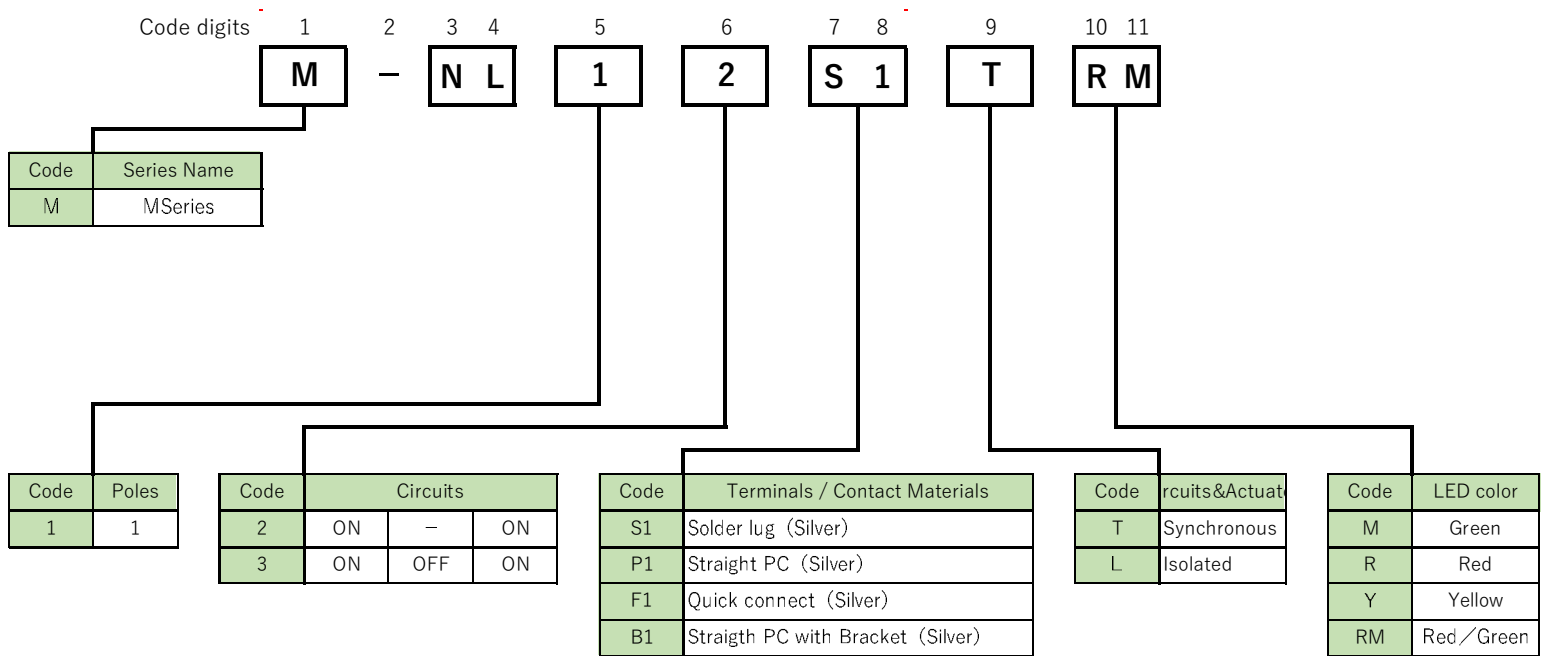 Code digits 1 2 3 4 5 6 7 8 9 10 11
M － N L 1 2 S 1 T R M
Code Series Name
M MSeries
Code Poles
1 1
Code Circuits
2 ON － ON
3 ON OFF ON
Code Terminals / Contact Materials
S1 Solder lug（Silver）
P1 Straight PC（Silver）
F1 Quick connect（Silver）
B1 Straigth PC with Bracket（Silver）
Code rcuits&Actuat
T Synchronous
L Isolated
Code LED color
M Green
R Red
Y Yellow
RM Red／Green